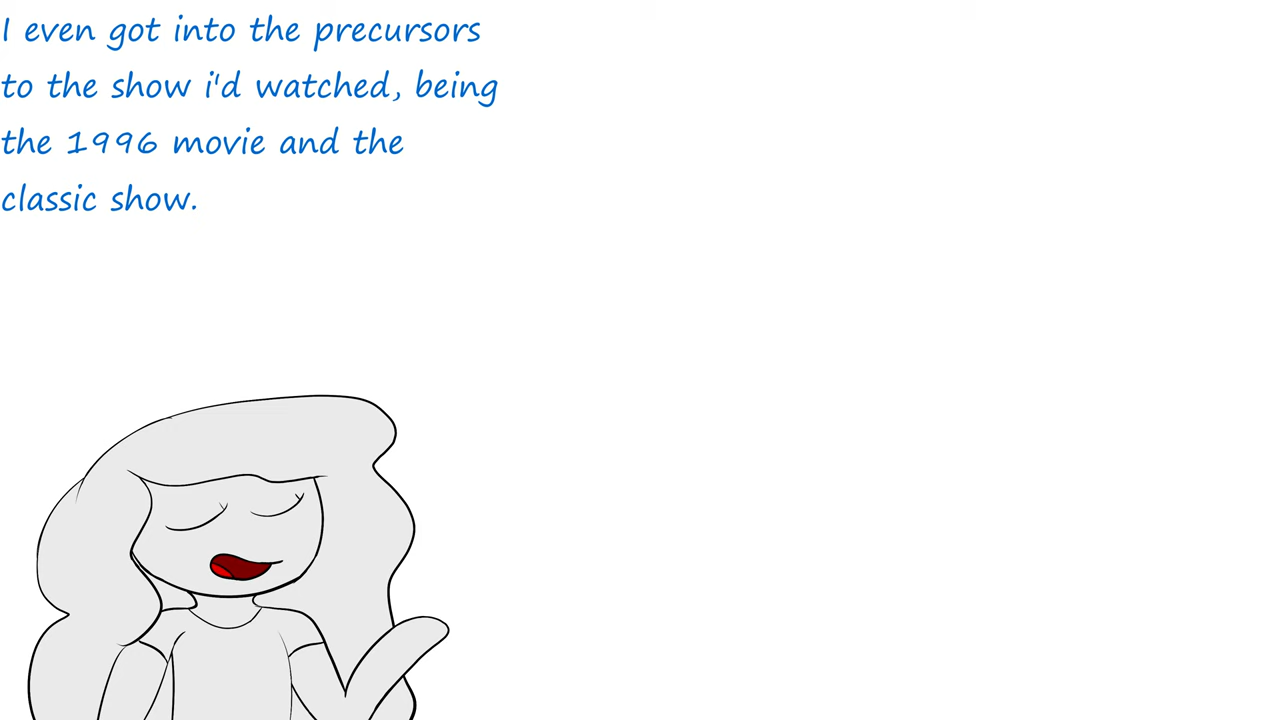 I even got into the precursors
to the show i'd watched, being
the 1996 movie and the
classic show.